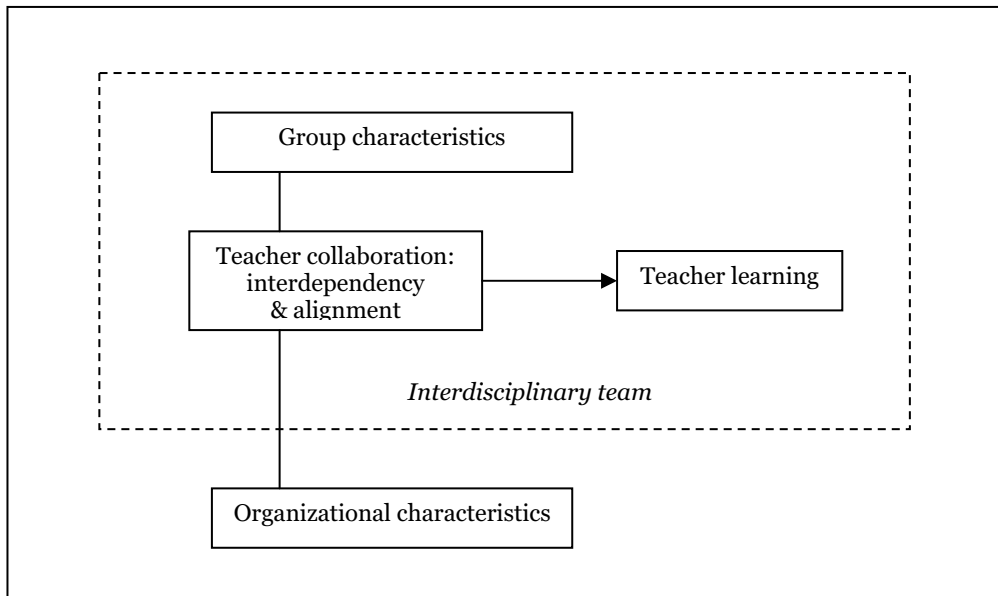 Group characteristics
Teacher collaboration:
interdependency
& alignment
Teacher learning
Interdisciplinary team
Organizational characteristics